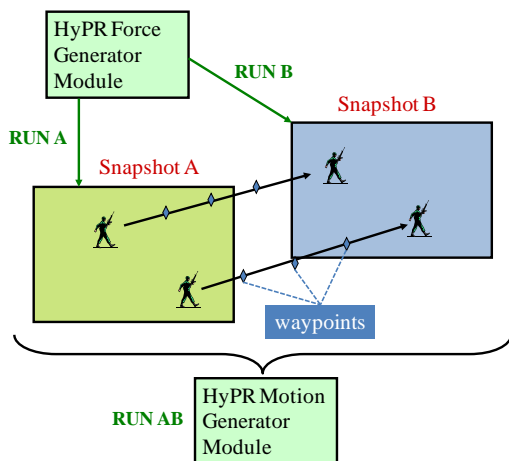 HyPR Force
Generator
Module
RUN B
Snapshot B
RUN A
Snapshot A
waypoints
HyPR Motion
Generator
Module
RUN AB